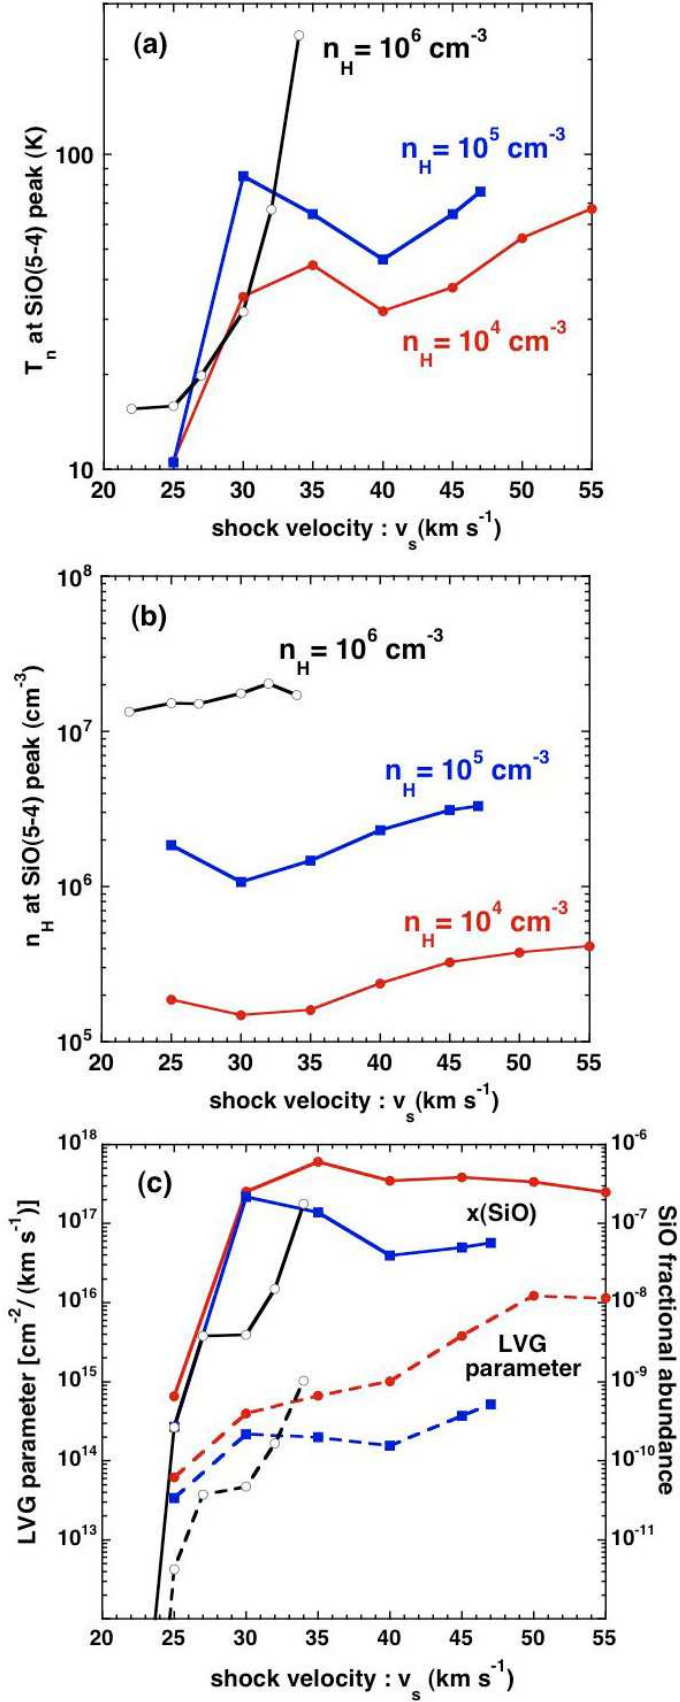 (a)
n_H = 10^6 cm^-3
n_H = 10^5 cm^-3
n_H = 10^4 cm^-3
T_n at SiO(5-4) peak (K)
100
10
20 25 30 35 40 45 50 55
shock velocity : v_s (km s^-1)
(b)
n_H = 10^6 cm^-3
n_H = 10^5 cm^-3
n_H = 10^4 cm^-3
n_H at SiO(5-4) peak (cm^-3)
10^8
10^7
10^6
10^5
20 25 30 35 40 45 50 55
shock velocity : v_s (km s^-1)
(c)
x(SiO)
LVG
parameter
LVG parameter [cm^-2/(km s^-1)]
10^18
10^17
10^16
10^15
10^14
10^13
SiO fractional abundance
10^-6
10^-7
10^-8
10^-9
10^-10
10^-11
20 25 30 35 40 45 50 55
shock velocity : v_s (km s^-1)